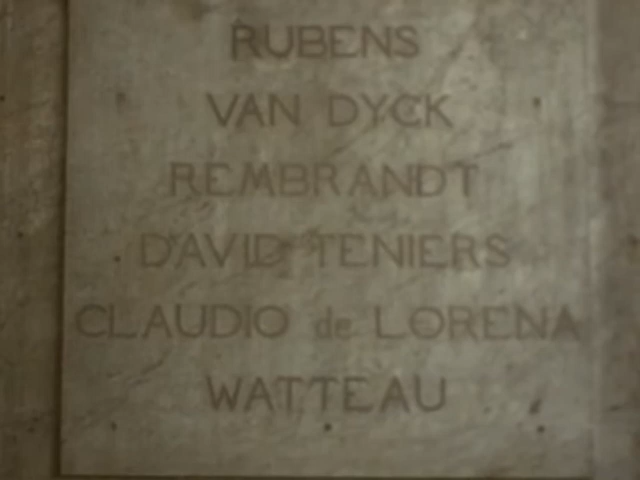 RUBENS
VAN DYCK
REMBRANDT
DAVID TENIERS
CLAUDIO de LORENA
WATTEAU